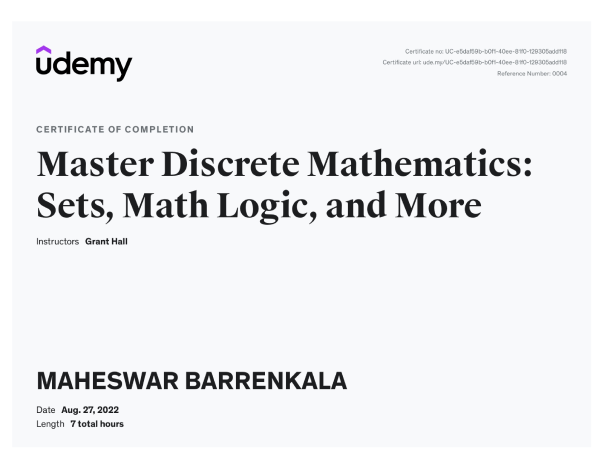 udemy
Certificate no: UC-e5daf59b-b0f1-40ee-81f0-129305addf18
Certificate url: ude.my/UC-e5daf59b-b0f1-40ee-81f0-129305addf18
Reference Number: 0004
CERTIFICATE OF COMPLETION
Master Discrete Mathematics:
Sets, Math Logic, and More
Instructors Grant Hall
MAHESWAR BARRENKALA
Date Aug. 27, 2022
Length 7 total hours